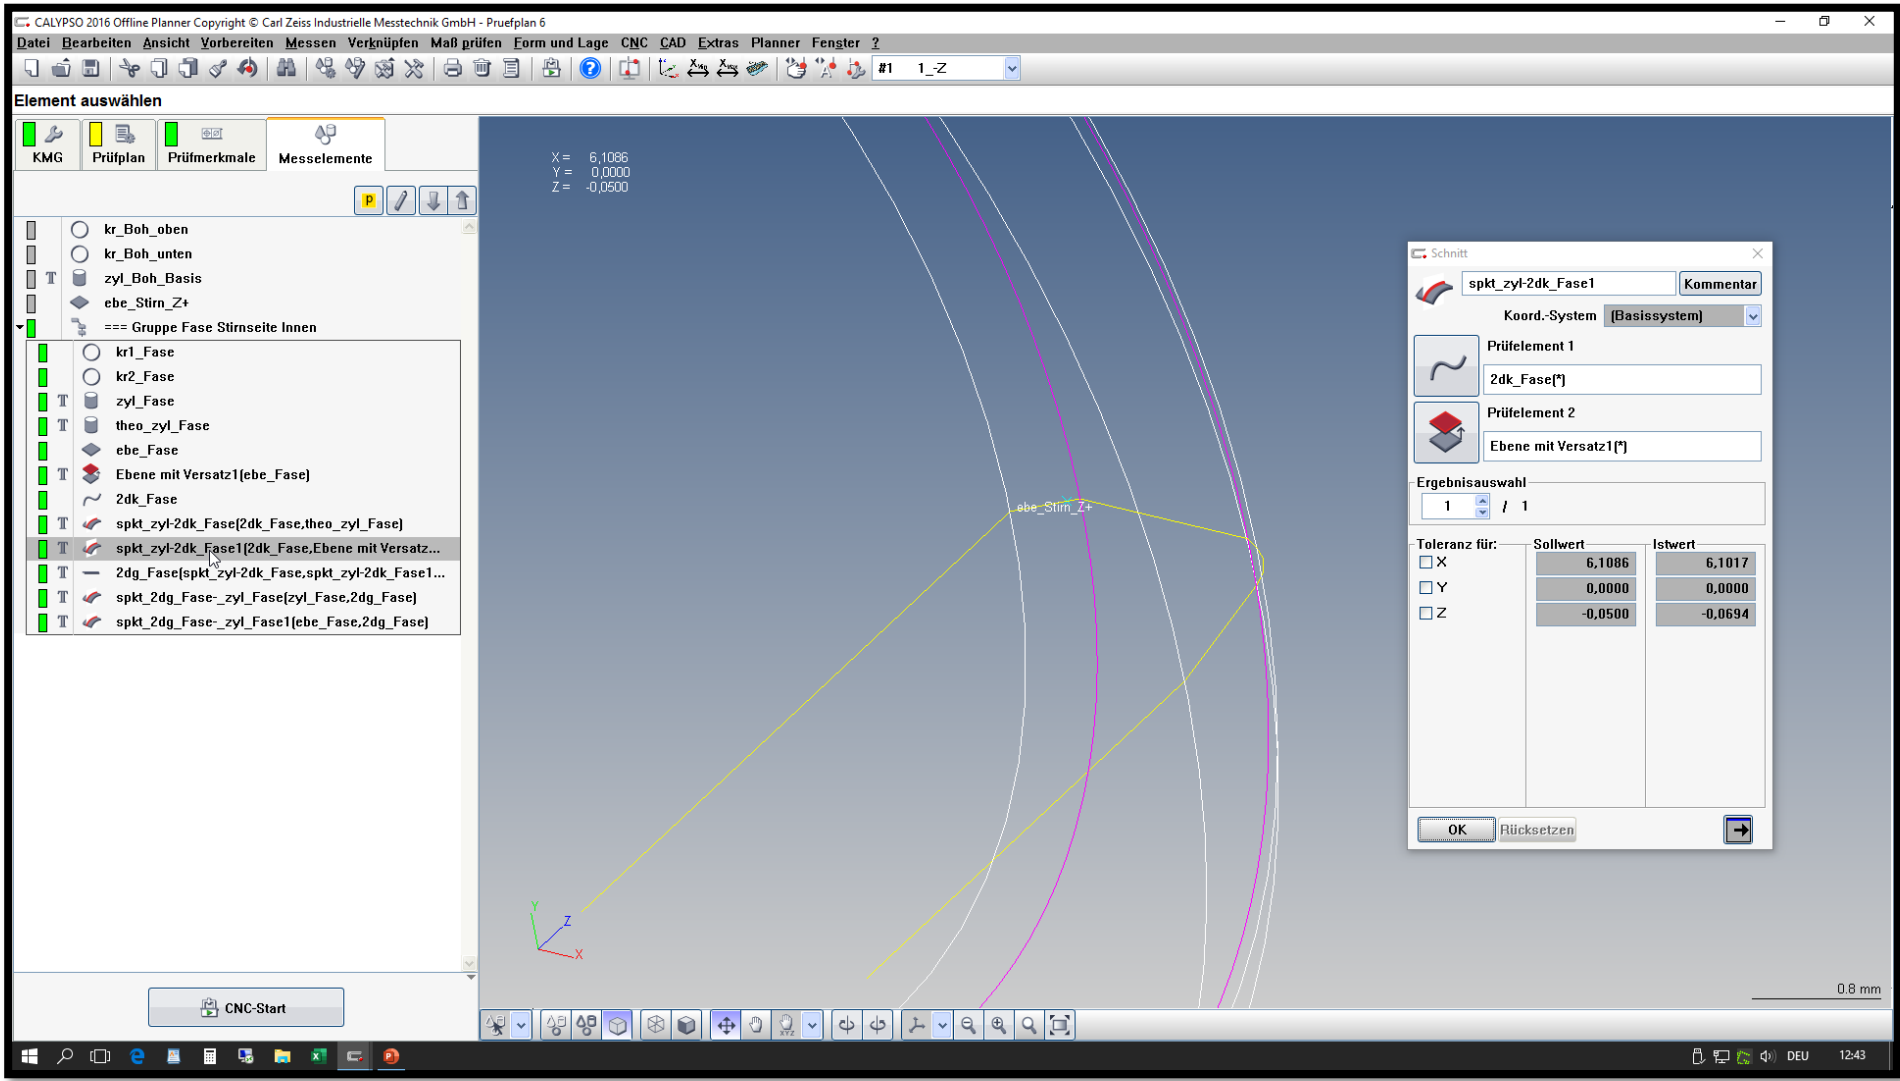 CALYPSO 2016 Offline Planner Copyright © Carl Zeiss Industrielle Messtechnik GmbH - Pruefplan 6
Datei Bearbeiten Ansicht Vorbereiten Messen Verknüpfen Maß prüfen Form und Lage CNC CAD Extras Planner Fenster ?
#1 1_-Z
Element auswählen
KMG Prüfplan Prüfmerkmale Messelemente
P
kr_Boh_oben
kr_Boh_unten
T zyl_Boh_Basis
ebe_Stirn_Z+
=== Gruppe Fase Stirnseite Innen
kr1_Fase
kr2_Fase
T zyl_Fase
T theo_zyl_Fase
ebe_Fase
T Ebene mit Versatz1(ebe_Fase)
2dk_Fase
T spkt_zyl-2dk_Fase(2dk_Fase,theo_zyl_Fase)
T spkt_zyl-2dk_Fase1(2dk_Fase,Ebene mit Versatz...
T 2dg_Fase(spkt_zyl-2dk_Fase,spkt_zyl-2dk_Fase1...
T spkt_2dg_Fase-_zyl_Fase(zyl_Fase,2dg_Fase)
T spkt_2dg_Fase-_zyl_Fase1(ebe_Fase,2dg_Fase)
CNC-Start
X = 6,1086
Y = 0,0000
Z = -0,0500
ebe_Stirn_Z+
Y
Z
X
0.8 mm
Schnitt
spkt_zyl-2dk_Fase1 Kommentar
Koord.-System (Basissystem)
Prüfelement 1
2dk_Fase(*)
Prüfelement 2
Ebene mit Versatz1(*)
Ergebnisauswahl
1 / 1
Toleranz für: Sollwert Istwert
X 6,1086 6,1017
Y 0,0000 0,0000
Z -0,0500 -0,0694
OK Rücksetzen
DEU 12:43